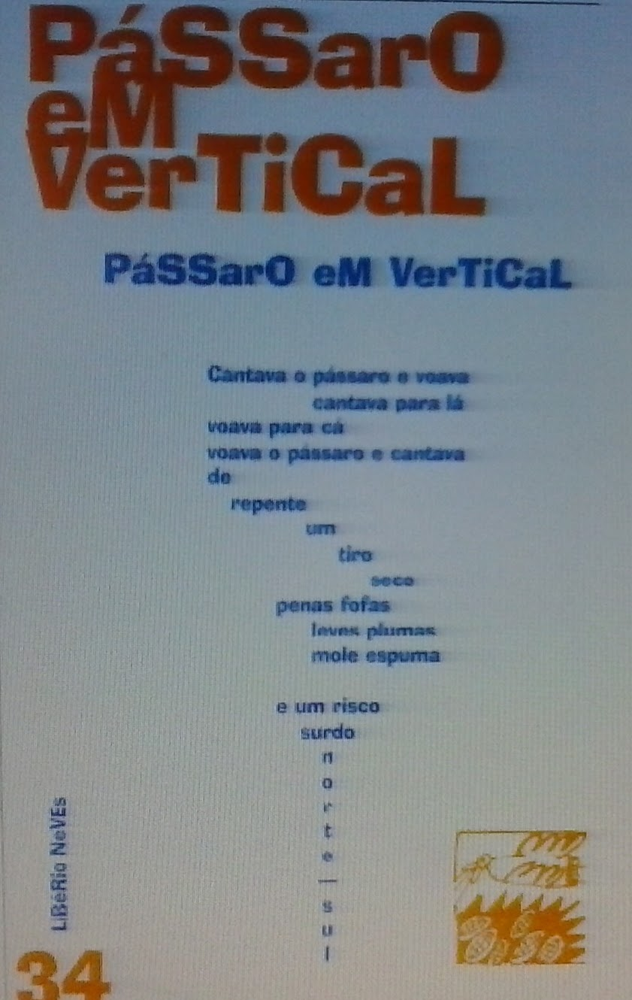 PáSSarO
eM
VerTiCaL
PáSSarO eM VerTiCaL
Cantava o pássaro e voava
cantava para lá
voava para cá
voava o pássaro e cantava
de
repente
um
tiro
seco
penas fofas
leves plumas
mole espuma
e um risco
surdo
n
o
r
t
e
|
s
u
l
LiBéRio NeVEs
34